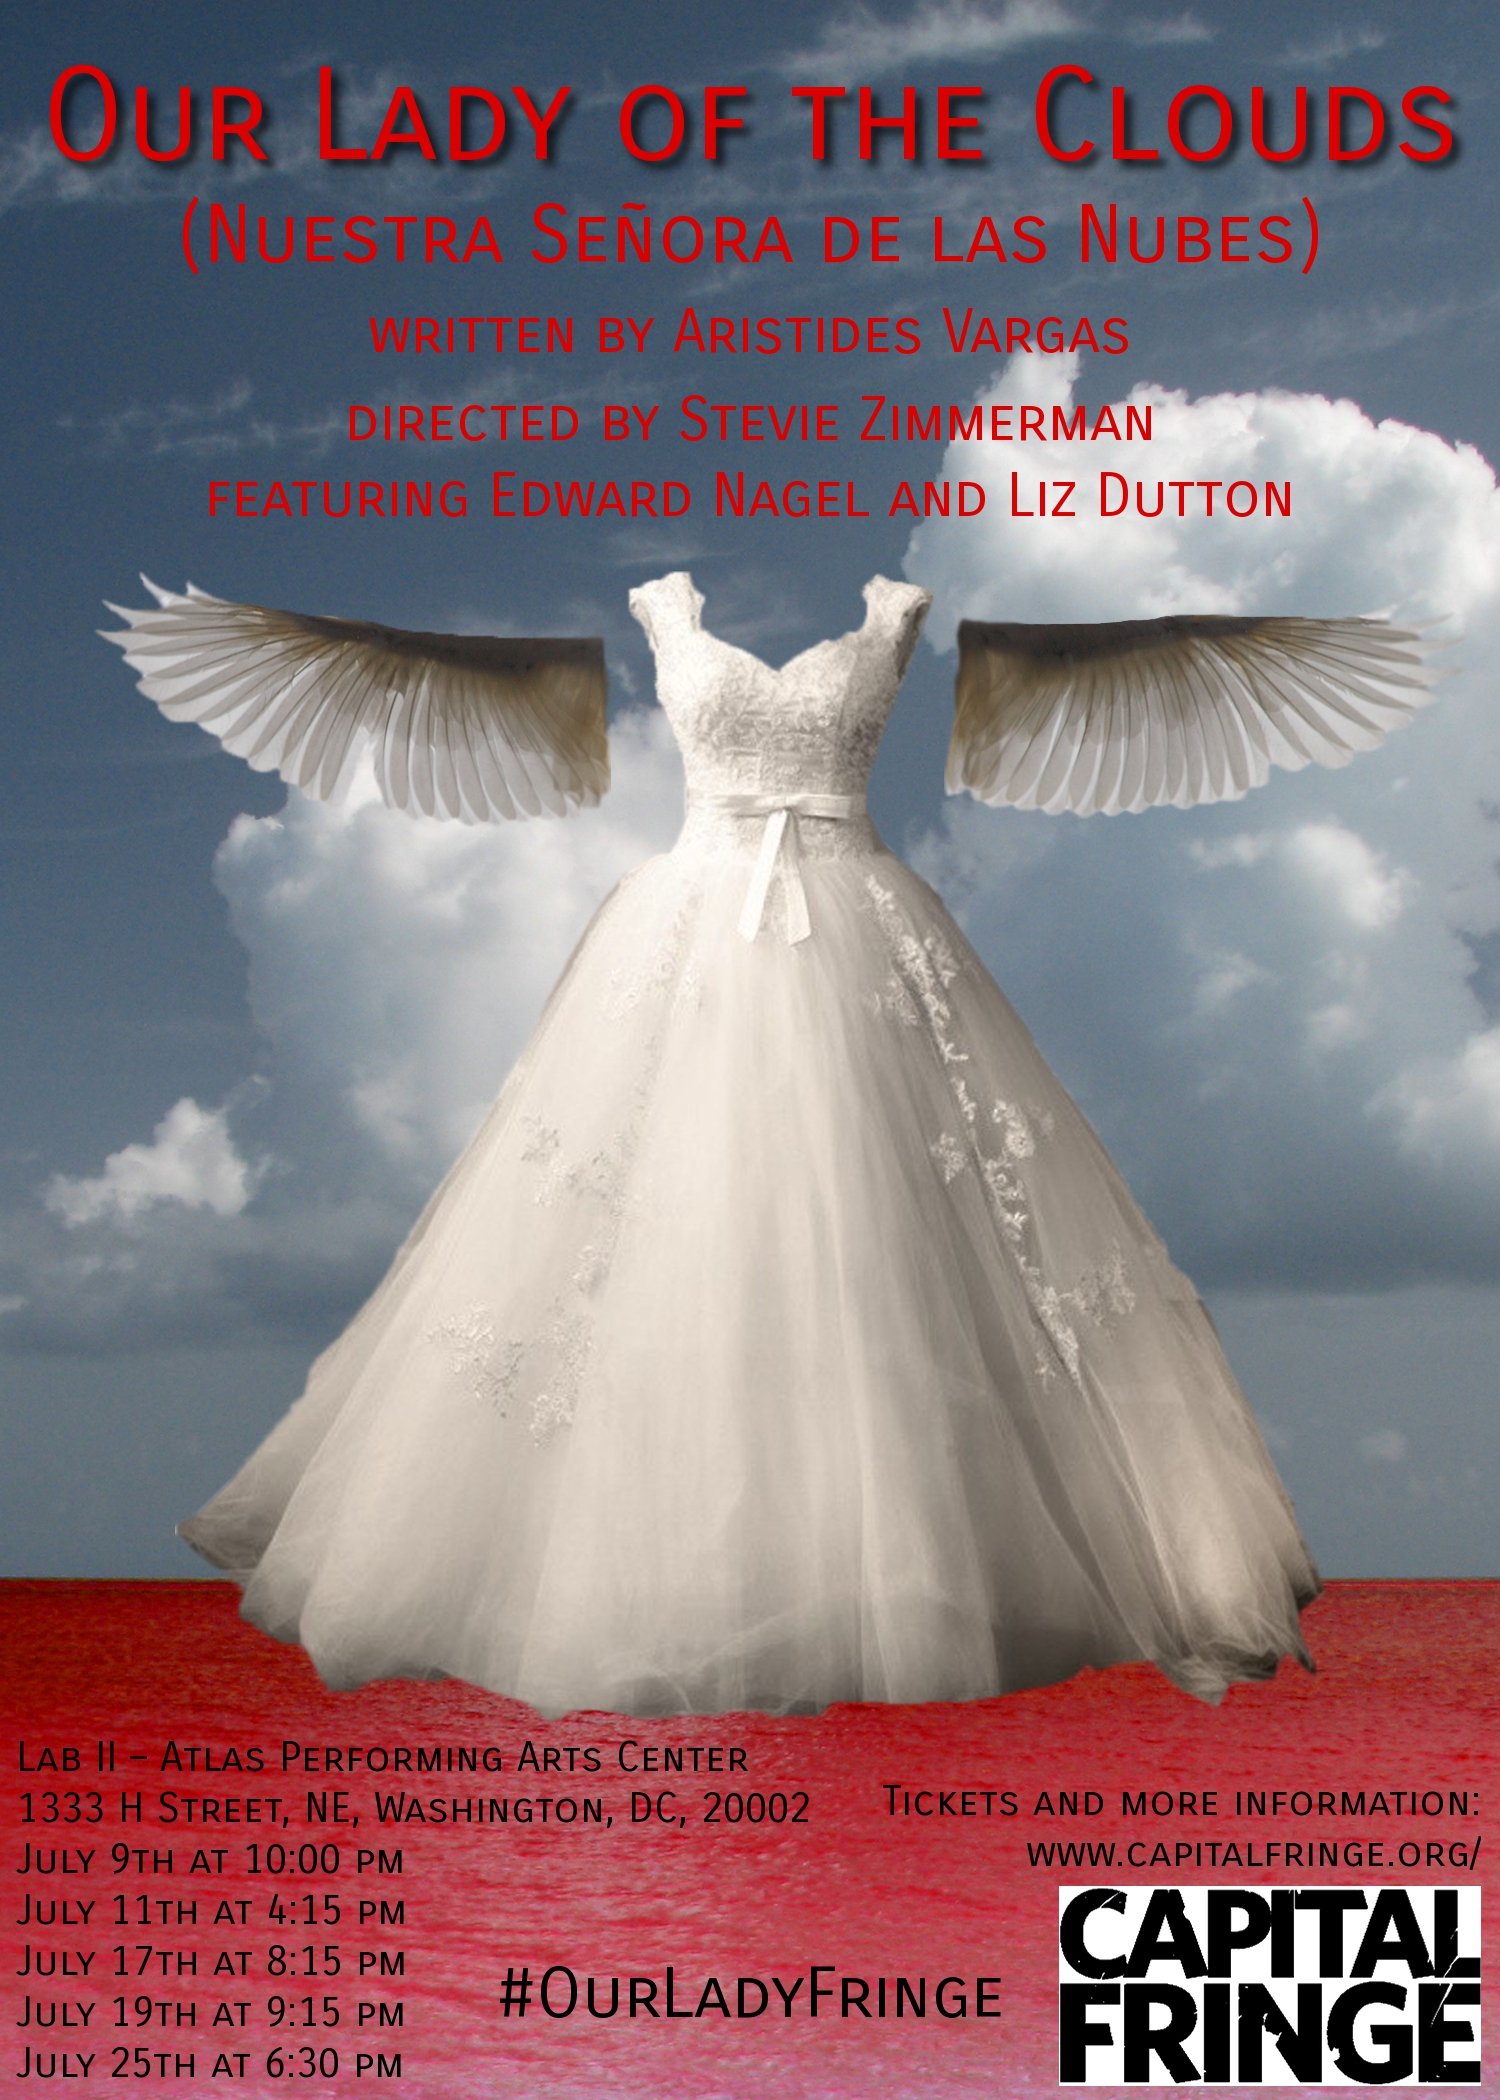 Our Lady of the Clouds
(Nuestra Señora de las Nubes)
written by Aristides Vargas
directed by Stevie Zimmerman
featuring Edward Nagel and Liz Dutton
Lab II – Atlas Performing Arts Center
1333 H Street, NE, Washington, DC, 20002
July 9th at 10:00 pm
July 11th at 4:15 pm
July 17th at 8:15 pm
July 19th at 9:15 pm
July 25th at 6:30 pm
#OurLadyFringe
Tickets and more information:
www.capitalfringe.org/
CAPITAL
FRINGE